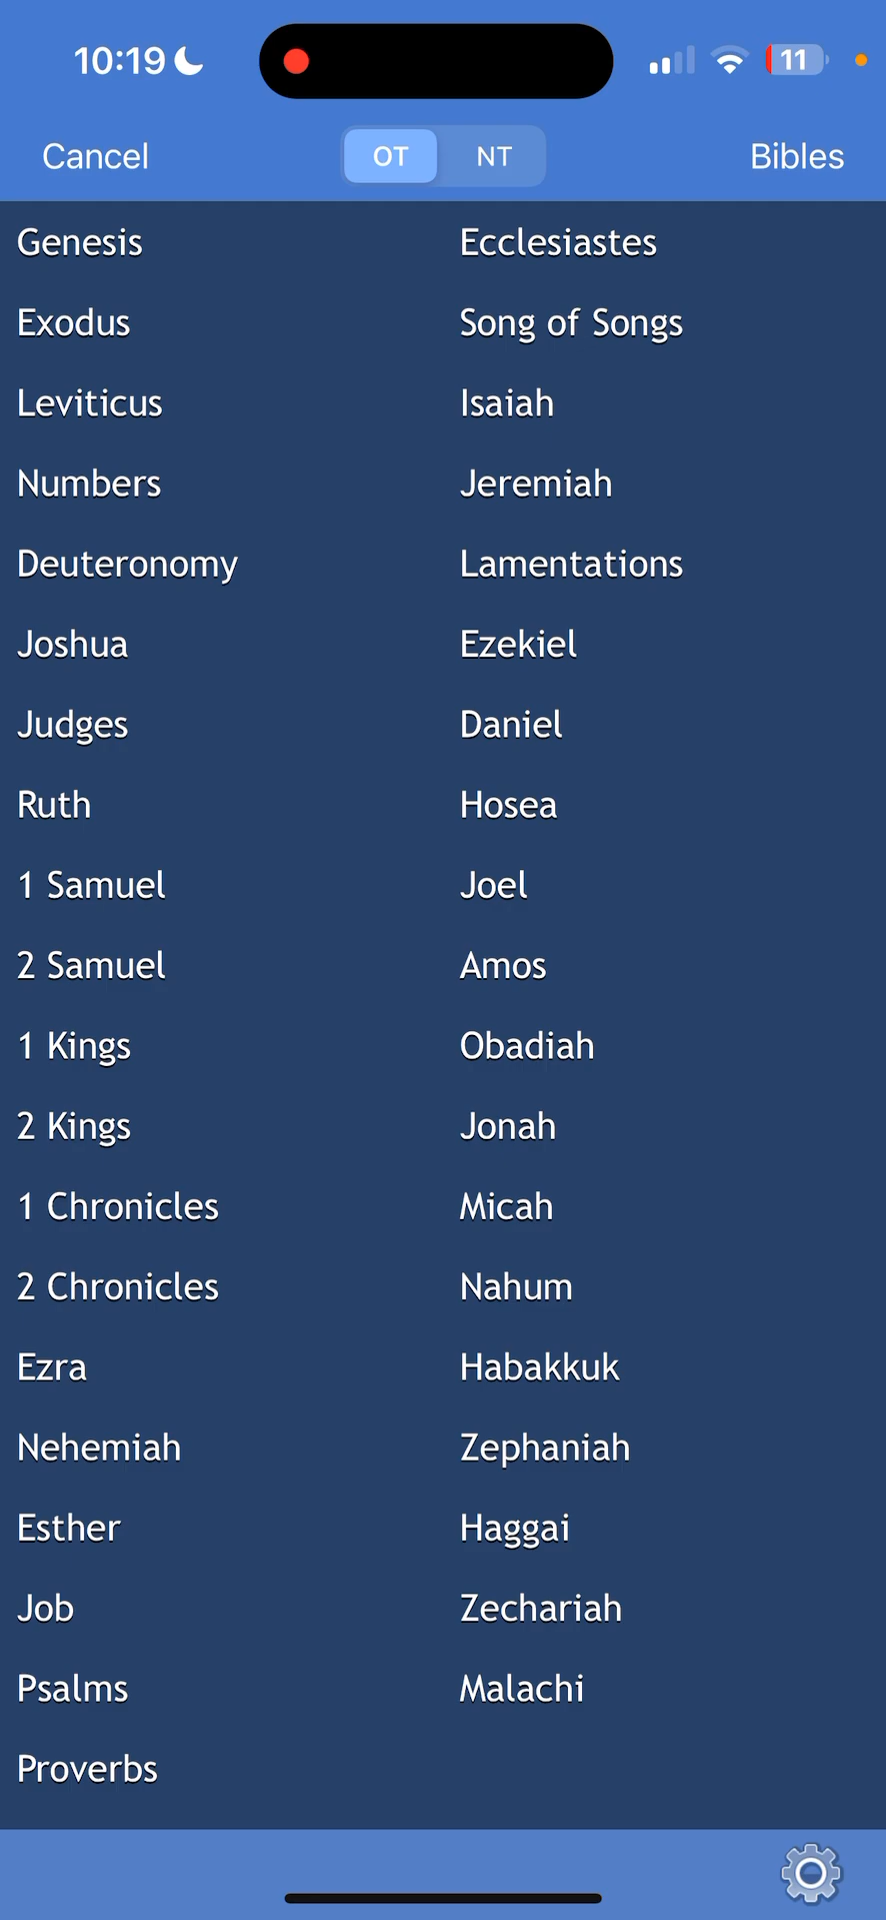 10:19
11
Cancel
OT
NT
Bibles
Genesis
Exodus
Leviticus
Numbers
Deuteronomy
Joshua
Judges
Ruth
1 Samuel
2 Samuel
1 Kings
2 Kings
1 Chronicles
2 Chronicles
Ezra
Nehemiah
Esther
Job
Psalms
Proverbs
Ecclesiastes
Song of Songs
Isaiah
Jeremiah
Lamentations
Ezekiel
Daniel
Hosea
Joel
Amos
Obadiah
Jonah
Micah
Nahum
Habakkuk
Zephaniah
Haggai
Zechariah
Malachi